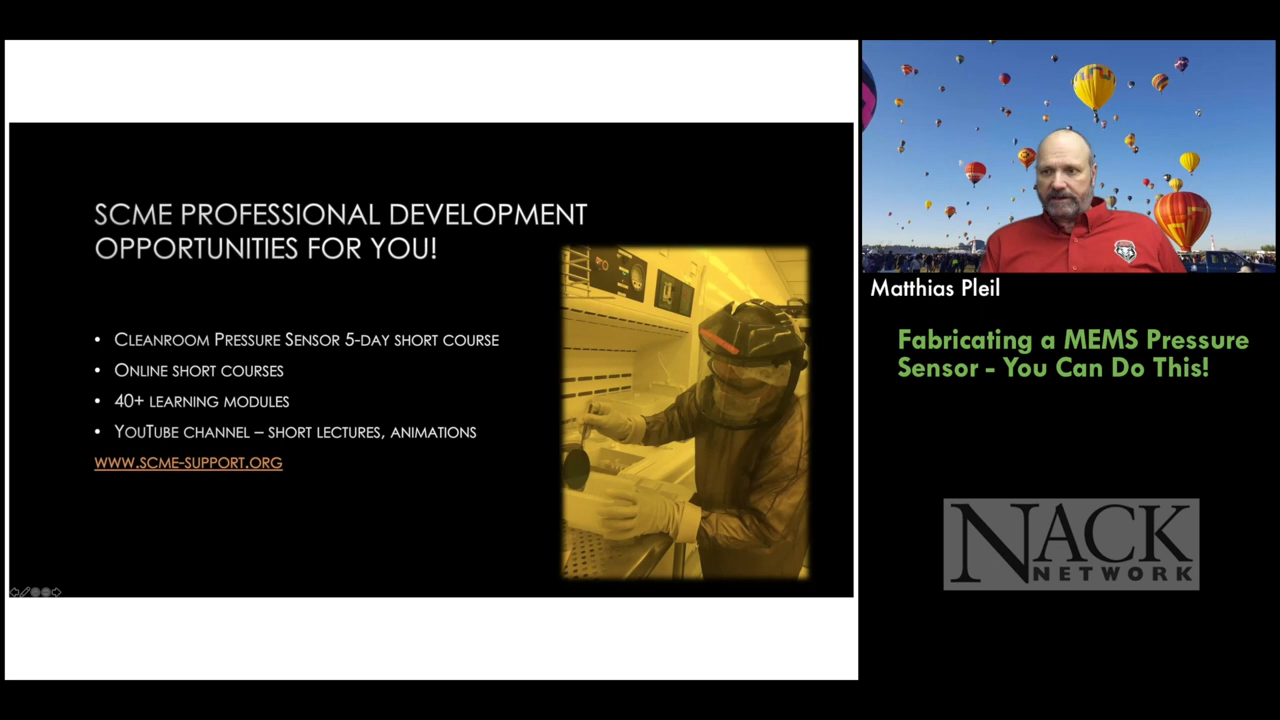 SCME PROFESSIONAL DEVELOPMENT
OPPORTUNITIES FOR YOU!
• CLEANROOM PRESSURE SENSOR 5-DAY SHORT COURSE
• ONLINE SHORT COURSES
• 40+ LEARNING MODULES
• YOUTUBE CHANNEL – SHORT LECTURES, ANIMATIONS
WWW.SCME-SUPPORT.ORG
Matthias Pleil
Fabricating a MEMS Pressure
Sensor - You Can Do This!
NACK
NETWORK